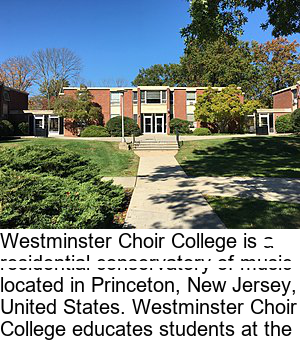 Westminster Choir College is a
residential conservatory of music
located in Princeton, New Jersey,
United States. Westminster Choir
College educates students at the